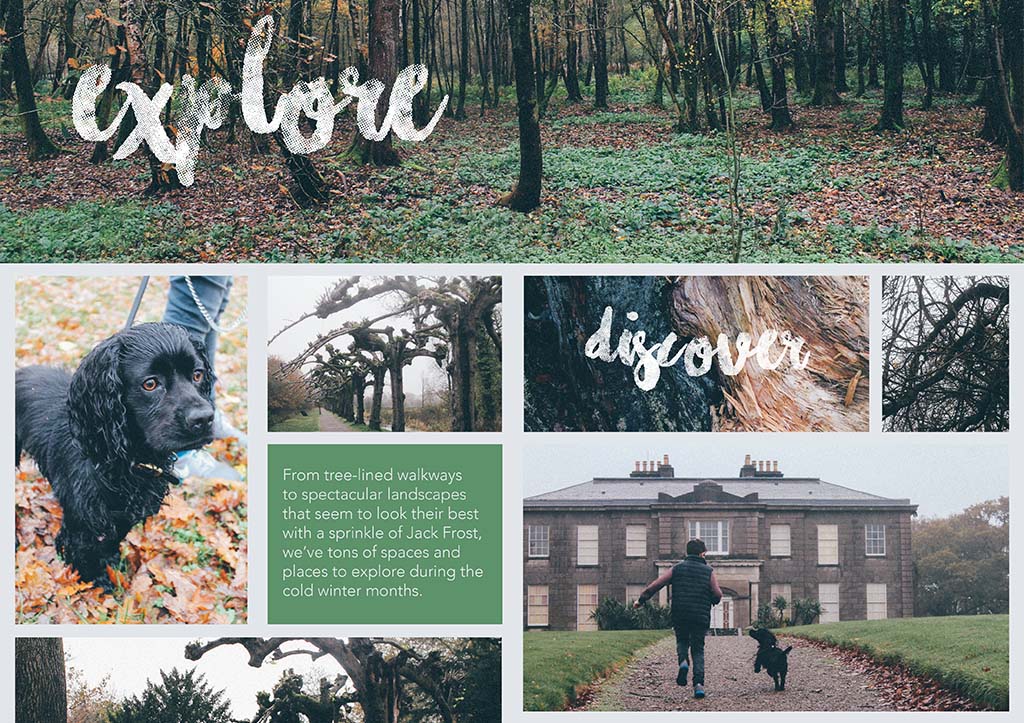 explore
discover
From tree-lined walkways
to spectacular landscapes
that seem to look their best
with a sprinkle of Jack Frost,
we've tons of spaces and
places to explore during the
cold winter months.